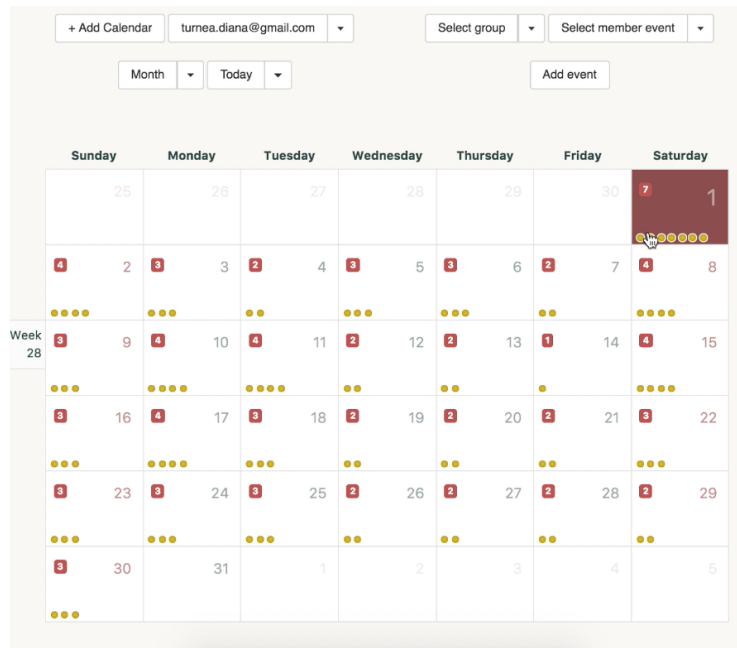 + Add Calendar turnea.diana@gmail.com Select group Select member event
Month Today Add event
Sunday Monday Tuesday Wednesday Thursday Friday Saturday
25 26 27 28 29 30 7 1
4 2 3 3 2 4 3 5 3 6 2 7 4 8
Week
28
3 9 4 10 4 11 2 12 2 13 1 14 4 15
3 16 4 17 3 18 2 19 2 20 2 21 3 22
3 23 3 24 3 25 2 26 2 27 2 28 2 29
3 30 31 1 2 3 4 5